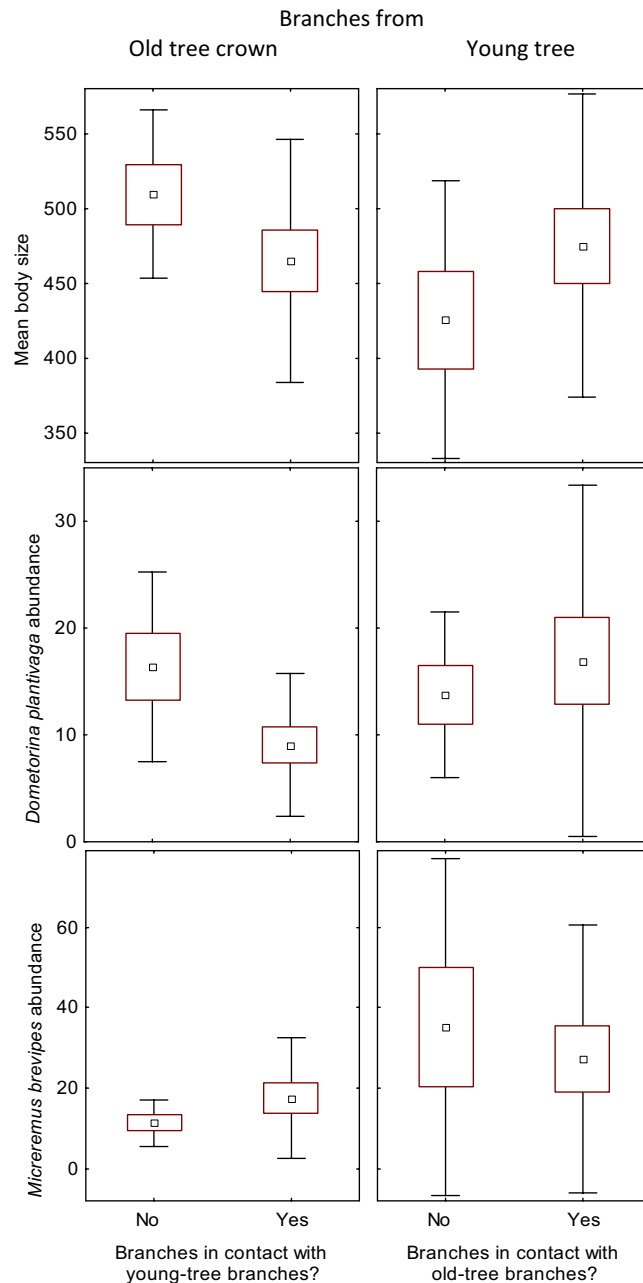 Branches from
Old tree crown Young tree
Mean body size
550
500
450
400
350
Dometorina plantivaga abundance
30
20
10
0
Micreremus brevipes abundance
60
40
20
0
No Yes No Yes
Branches in contact with young-tree branches?
Branches in contact with old-tree branches?